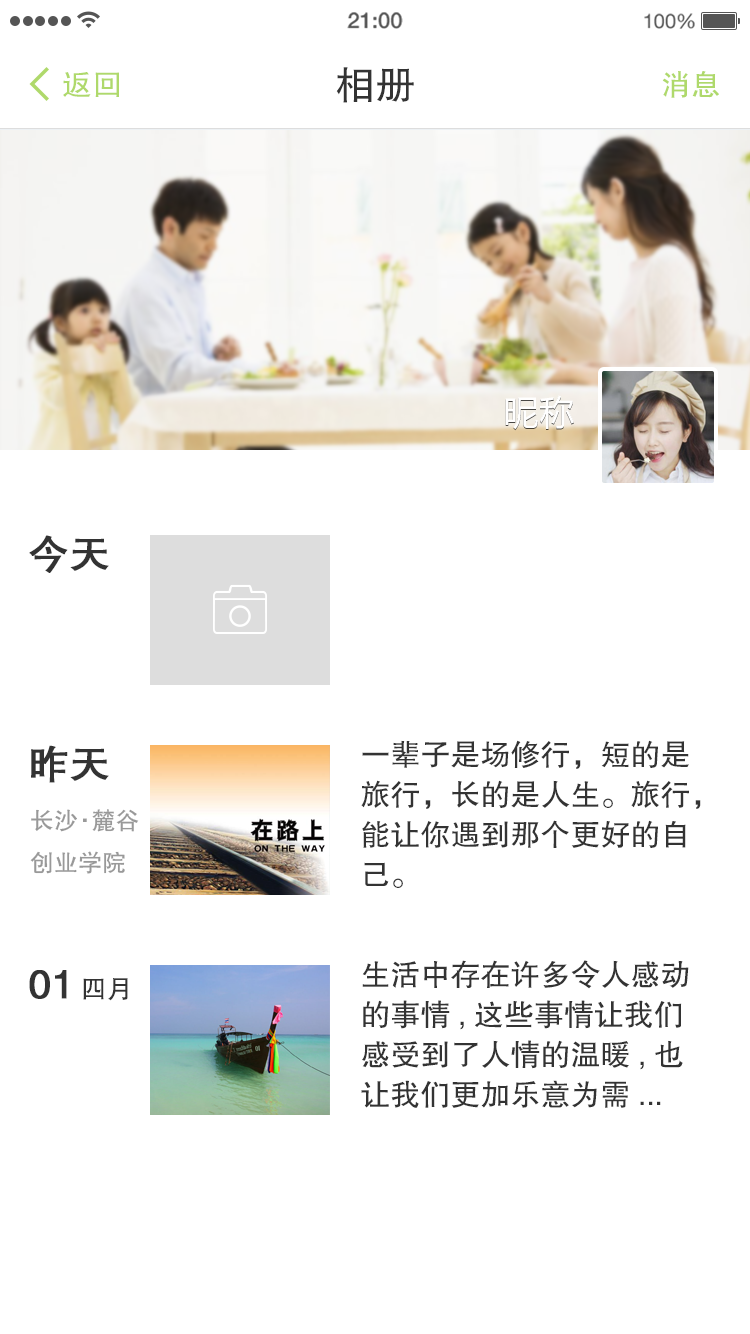 21:00
100%
返回
相册
消息
昵称
今天
昨天
长沙·麓谷
创业学院
在路上
ON THE WAY
一辈子是场修行，短的是
旅行，长的是人生。旅行，
能让你遇到那个更好的自
己。
01 四月
生活中存在许多令人感动
的事情，这些事情让我们
感受到了人情的温暖，也
让我们更加乐意为需...